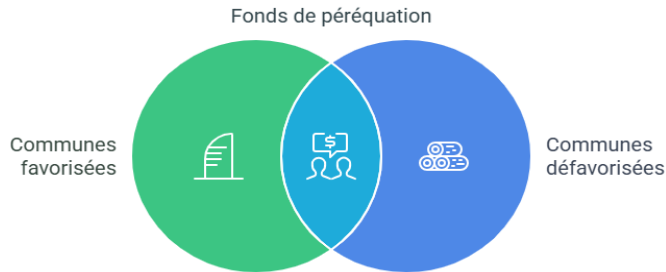 Fonds de péréquation
Communes
favorisées
Communes
défavorisées
$